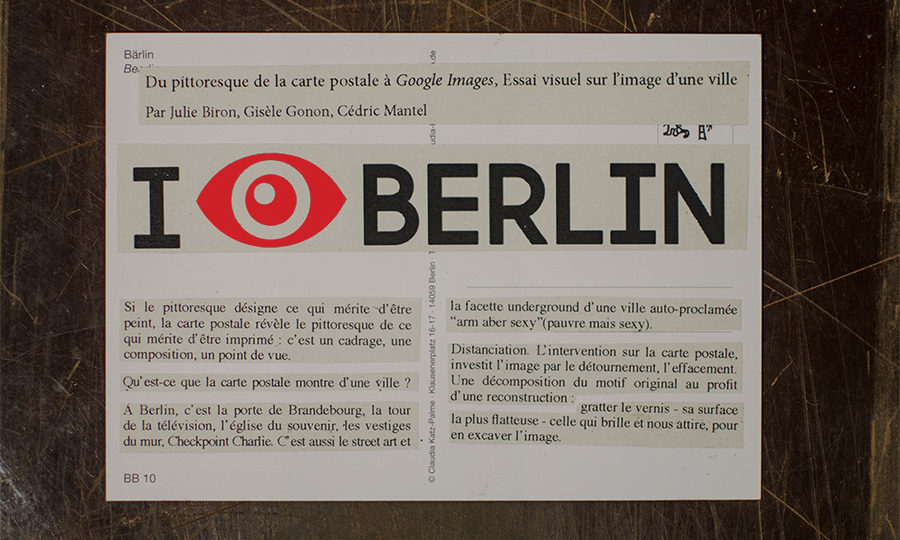 Bärlin
Du pittoresque de la carte postale à Google Images, Essai visuel sur l'image d'une ville
Par Julie Biron, Gisèle Gonon, Cédric Mantel
I BERLIN
Si le pittoresque désigne ce qui mérite d'être
peint, la carte postale révèle le pittoresque de ce
qui mérite d'être imprimé : c'est un cadrage, une
composition, un point de vue.
Qu'est-ce que la carte postale montre d'une ville ?
À Berlin, c'est la porte de Brandebourg, la tour
de la télévision, l'église du souvenir, les vestiges
du mur, Checkpoint Charlie. C'est aussi le street art et
la facette underground d'une ville auto-proclamée
“arm aber sexy”(pauvre mais sexy).
Distanciation. L'intervention sur la carte postale,
investit l'image par le détournement, l'effacement.
Une décomposition du motif original au profit
d'une reconstruction :
gratter le vernis - sa surface
la plus flatteuse - celle qui brille et nous attire, pour
en excaver l'image.
BB 10
© Claudia Katz-Palme · Klausenerplatz 16-17 · 14059 Berlin